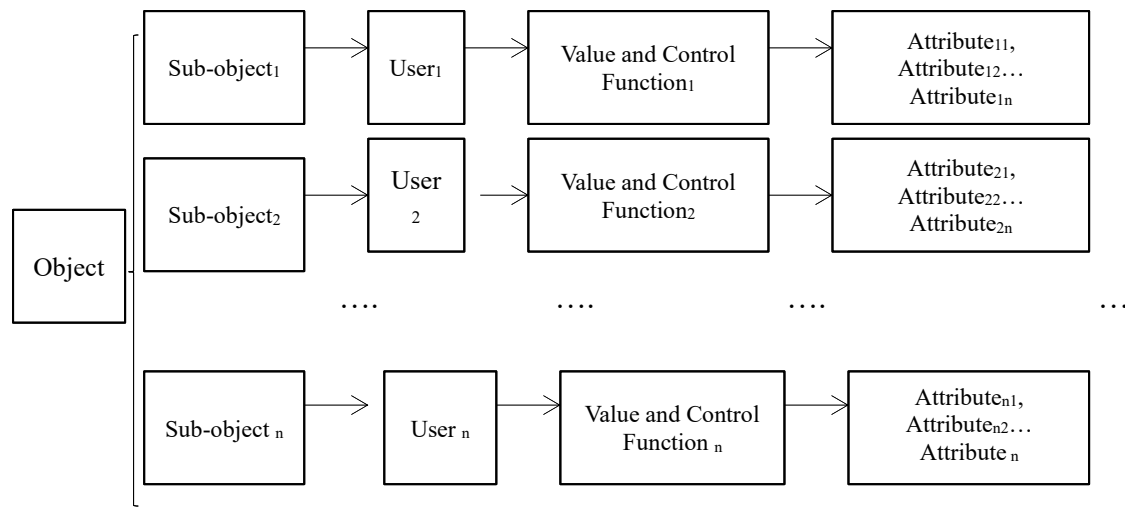 Object
Sub-object₁
User₁
Value and Control
Function₁
Attribute₁₁,
Attribute₁₂…
Attribute₁ₙ
Sub-object₂
User
₂
Value and Control
Function₂
Attribute₂₁,
Attribute₂₂…
Attribute₂ₙ
…. …. …. …
Sub-object ₙ
User ₙ
Value and Control
Function ₙ
Attributeₙ₁,
Attributeₙ₂…
Attribute ₙ